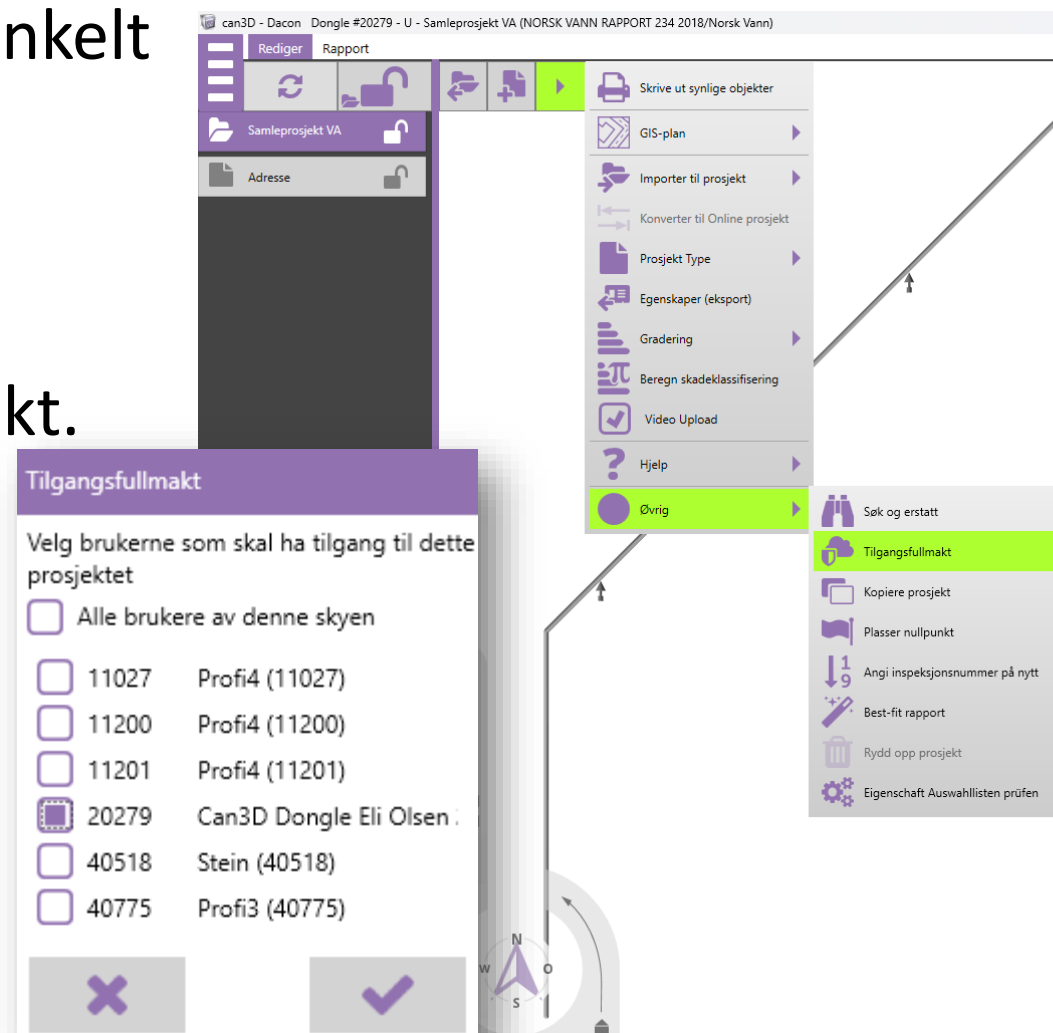 nkelt
kt.
can3D - Dacon Dongle #20279 - U - Samleprosjekt VA (NORSK VANN RAPPORT 234 2018/Norsk Vann)
Rediger Rapport
Samleprosjekt VA
Adresse
Skrive ut synlige objekter
GIS-plan
Importer til prosjekt
Konverter til Online prosjekt
Prosjekt Type
Egenskaper (eksport)
Gradering
Beregn skadeklassifisering
Video Upload
Hjelp
Øvrig
Søk og erstatt
Tilgangsfullmakt
Kopiere prosjekt
Plasser nullpunkt
Angi inspeksjonsnummer på nytt
Best-fit rapport
Rydd opp prosjekt
Eigenschaft Auswahllisten prüfen
Tilgangsfullmakt
Velg brukerne som skal ha tilgang til dette
prosjektet
Alle brukere av denne skyen
11027 Profi4 (11027)
11200 Profi4 (11200)
11201 Profi4 (11201)
20279 Can3D Dongle Eli Olsen
40518 Stein (40518)
40775 Profi3 (40775)
N
W O
S